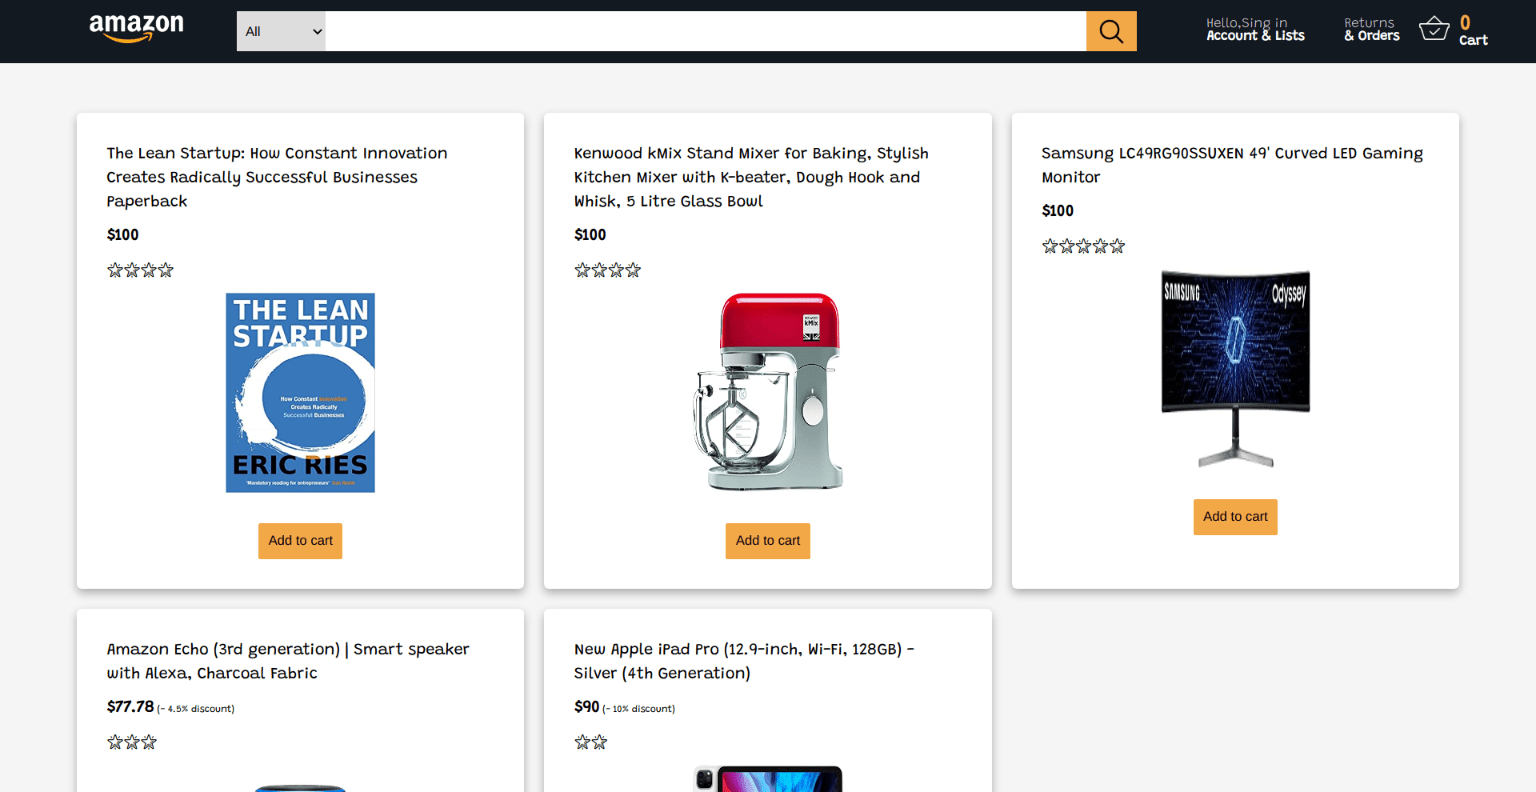 amazon
All
Hello,Sing in
Account & Lists
Returns
& Orders
0
Cart
The Lean Startup: How Constant Innovation
Creates Radically Successful Businesses
Paperback
$100
THE LEAN
STARTUP
How Constant Innovation
Creates Radically
Successful Businesses
ERIC RIES
Add to cart
Kenwood kMix Stand Mixer for Baking, Stylish
Kitchen Mixer with K-beater, Dough Hook and
Whisk, 5 Litre Glass Bowl
$100
kMix
Add to cart
Samsung LC49RG90SSUXEN 49' Curved LED Gaming
Monitor
$100
SAMSUNG
Odyssey
Add to cart
Amazon Echo (3rd generation) | Smart speaker
with Alexa, Charcoal Fabric
$77.78 (- 4.5% discount)
New Apple iPad Pro (12.9-inch, Wi-Fi, 128GB) -
Silver (4th Generation)
$90 (- 10% discount)